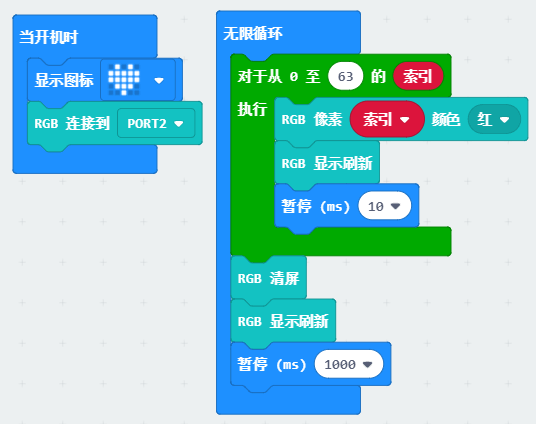 当开机时
显示图标
RGB 连接到 PORT2
无限循环
对于从 0 至 63 的 索引
执行
RGB 像素 索引 颜色 红
RGB 显示刷新
暂停 (ms) 10
RGB 清屏
RGB 显示刷新
暂停 (ms) 1000